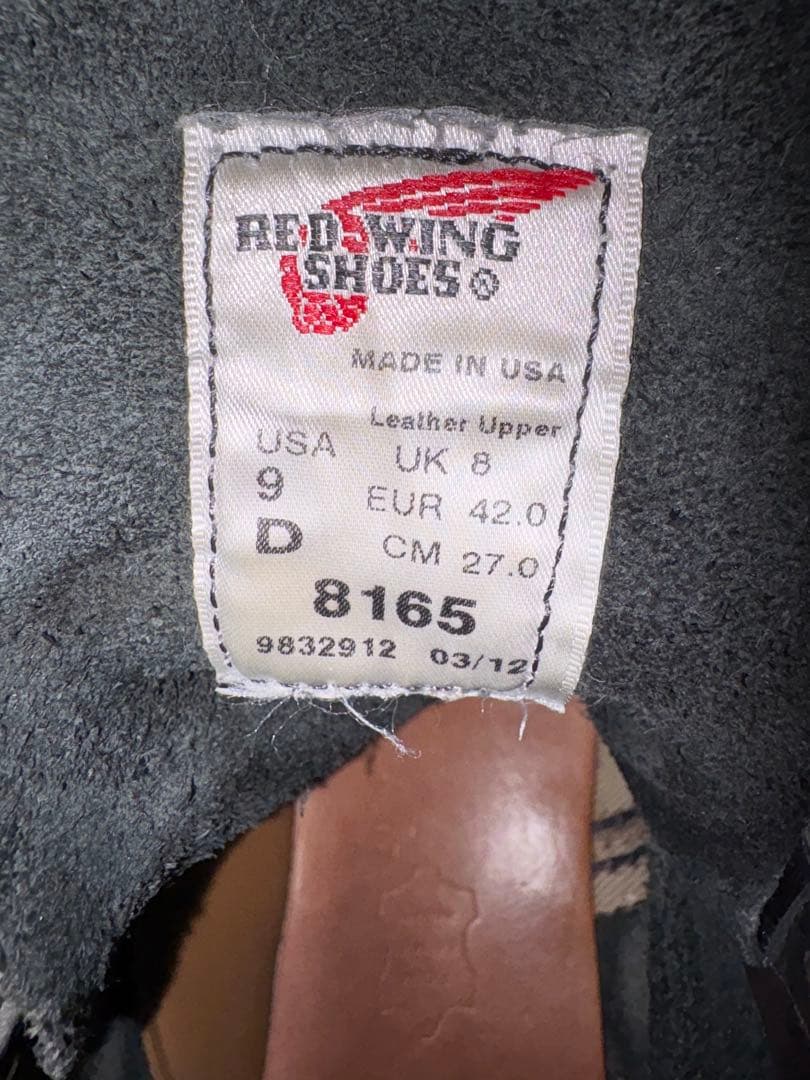 RED WING
SHOES®
MADE IN USA
Leather Upper
USA UK 8
9 EUR 42.0
D CM 27.0
8165
9832912 03/12